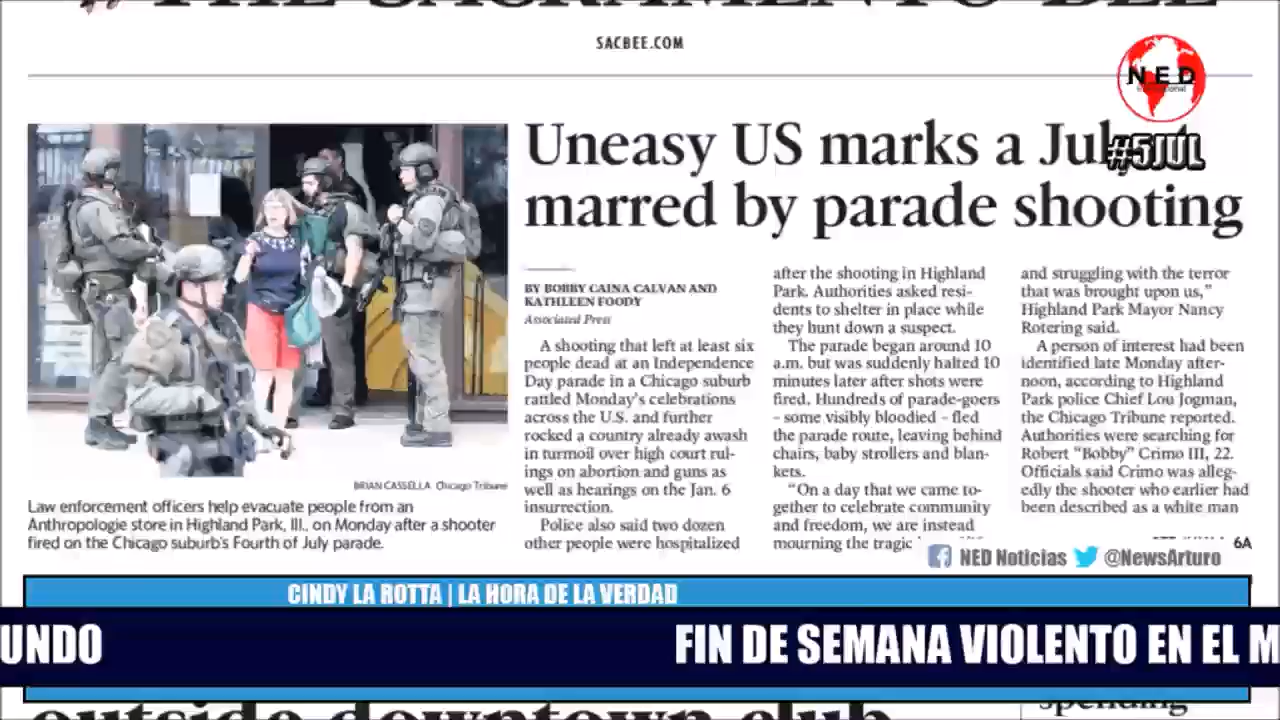 THE SACRAMENTO BEE
SACBEE.COM
NED
International
#5JUL
Uneasy US marks a July
marred by parade shooting
BY BOBBY CAINA CALVAN AND
KATHLEEN FOODY
Associated Press
A shooting that left at least six
people dead at an Independence
Day parade in a Chicago suburb
rattled Monday's celebrations
across the U.S. and further
rocked a country already awash
in turmoil over high court rul-
ings on abortion and guns as
well as hearings on the Jan. 6
insurrection.
Police also said two dozen
other people were hospitalized
after the shooting in Highland
Park. Authorities asked resi-
dents to shelter in place while
they hunt down a suspect.
The parade began around 10
a.m. but was suddenly halted 10
minutes later after shots were
fired. Hundreds of parade-goers
– some visibly bloodied – fled
the parade route, leaving behind
chairs, baby strollers and blan-
kets.
"On a day that we came to-
gether to celebrate community
and freedom, we are instead
mourning the tragic
and struggling with the terror
that was brought upon us,"
Highland Park Mayor Nancy
Rotering said.
A person of interest had been
identified late Monday after-
noon, according to Highland
Park police Chief Lou Jogman,
the Chicago Tribune reported.
Authorities were searching for
Robert "Bobby" Crimo III, 22.
Officials said Crimo was alleg-
edly the shooter who earlier had
been described as a white man
6A
BRIAN CASSELLA Chicago Tribune
Law enforcement officers help evacuate people from an
Anthropologie store in Highland Park, Ill., on Monday after a shooter
fired on the Chicago suburb's Fourth of July parade.
NED Noticias @NewsArturo
CINDY LA ROTTA | LA HORA DE LA VERDAD
UNDO FIN DE SEMANA VIOLENTO EN EL M
outside downtown club
spending